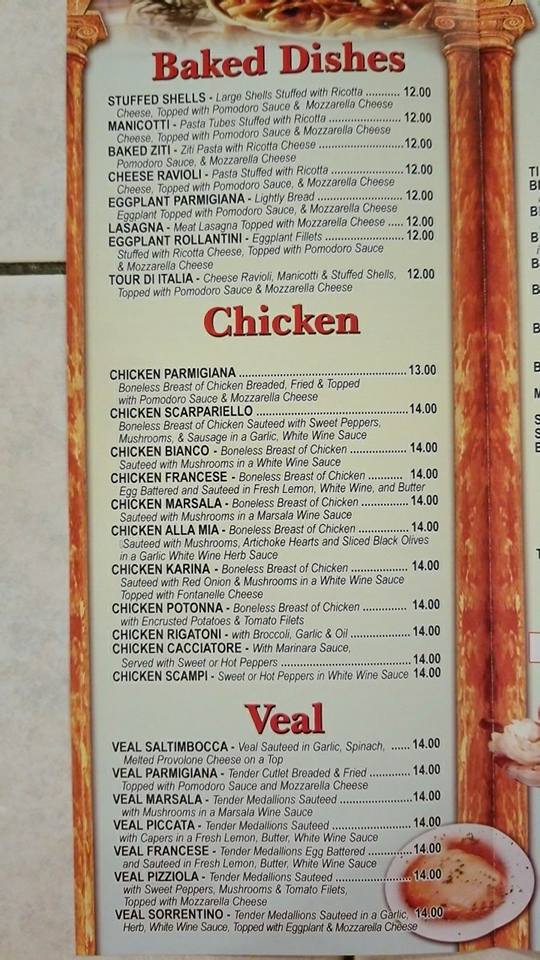 Baked Dishes
STUFFED SHELLS - Large Shells Stuffed with Ricotta .......... 12.00
Cheese, Topped with Pomodoro Sauce & Mozzarella Cheese
MANICOTTI - Pasta Tubes Stuffed with Ricotta ..................... 12.00
Cheese, Topped with Pomodoro Sauce & Mozzarella Cheese
BAKED ZITI - Ziti Pasta with Ricotta Cheese ........................ 12.00
Pomodoro Sauce, & Mozzarella Cheese
CHEESE RAVIOLI - Pasta Stuffed with Ricotta ..................... 12.00
Cheese, Topped with Pomodoro Sauce, & Mozzarella Cheese
EGGPLANT PARMIGIANA - Lightly Bread ......................... 12.00
Eggplant Topped with Pomodoro Sauce, & Mozzarella Cheese
LASAGNA - Meat Lasagna Topped with Mozzarella Cheese ..... 12.00
EGGPLANT ROLLANTINI - Eggplant Fillets ....................... 12.00
Stuffed with Ricotta Cheese, Topped with Pomodoro Sauce
& Mozzarella Cheese
TOUR DI ITALIA - Cheese Ravioli, Manicotti & Stuffed Shells, 12.00
Topped with Pomodoro Sauce & Mozzarella Cheese
Chicken
CHICKEN PARMIGIANA ................................................ 13.00
Boneless Breast of Chicken Breaded, Fried & Topped
with Pomodoro Sauce & Mozzarella Cheese
CHICKEN SCARPARIELLO ........................................... 14.00
Boneless Breast of Chicken Sauteed with Sweet Peppers,
Mushrooms, & Sausage in a Garlic, White Wine Sauce
CHICKEN BIANCO - Boneless Breast of Chicken ................. 14.00
Sauteed with Mushrooms in a White Wine Sauce
CHICKEN FRANCESE - Boneless Breast of Chicken .......... 14.00
Egg Battered and Sauteed in Fresh Lemon, White Wine, and Butter
CHICKEN MARSALA - Boneless Breast of Chicken .............. 14.00
Sauteed with Mushrooms in a Marsala Wine Sauce
CHICKEN ALLA MIA - Boneless Breast of Chicken ............... 14.00
Sauteed with Mushrooms, Artichoke Hearts and Sliced Black Olives
in a Garlic White Wine Herb Sauce
CHICKEN KARINA - Boneless Breast of Chicken ................. 14.00
Sauteed with Red Onion & Mushrooms in a White Wine Sauce
Topped with Fontanelle Cheese
CHICKEN POTONNA - Boneless Breast of Chicken ............. 14.00
with Encrusted Potatoes & Tomato Filets
CHICKEN RIGATONI - with Broccoli, Garlic & Oil .................. 14.00
CHICKEN CACCIATORE - With Marinara Sauce,
Served with Sweet or Hot Peppers ...................................... 14.00
CHICKEN SCAMPI - Sweet or Hot Peppers in White Wine Sauce 14.00
Veal
VEAL SALTIMBOCCA - Veal Sauteed in Garlic, Spinach, ...... 14.00
Melted Provolone Cheese on a Top
VEAL PARMIGIANA - Tender Cutlet Breaded & Fried ............ 14.00
Topped with Pomodoro Sauce and Mozzarella Cheese
VEAL MARSALA - Tender Medallions Sauteed ..................... 14.00
with Mushrooms in a Marsala Wine Sauce
VEAL PICCATA - Tender Medallions Sauteed ....................... 14.00
with Capers in a Fresh Lemon, Butter, White Wine Sauce
VEAL FRANCESE - Tender Medallions Egg Battered ............ 14.00
and Sauteed in Fresh Lemon, Butter, White Wine Sauce
VEAL PIZZIOLA - Tender Medallions Sauteed ...................... 14.00
with Sweet Peppers, Mushrooms & Tomato Filets,
Topped with Mozzarella Cheese
VEAL SORRENTINO - Tender Medallions Sauteed in a Garlic, 14.00
Herb, White Wine Sauce, Topped with Eggplant & Mozzarella Cheese